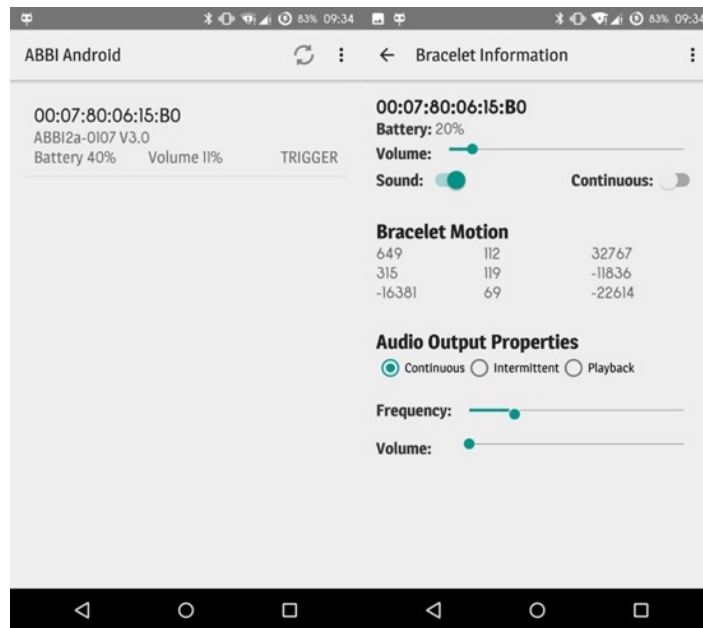 83% 09:34
ABBI Android
00:07:80:06:15:B0
ABBI2a-0107 V3.0
Battery 40% Volume 11% TRIGGER
83% 09:34
Bracelet Information
00:07:80:06:15:B0
Battery: 20%
Volume:
Sound: Continuous:
Bracelet Motion
649 112 32767
315 119 -11836
-16381 69 -22614
Audio Output Properties
Continuous Intermittent Playback
Frequency:
Volume: